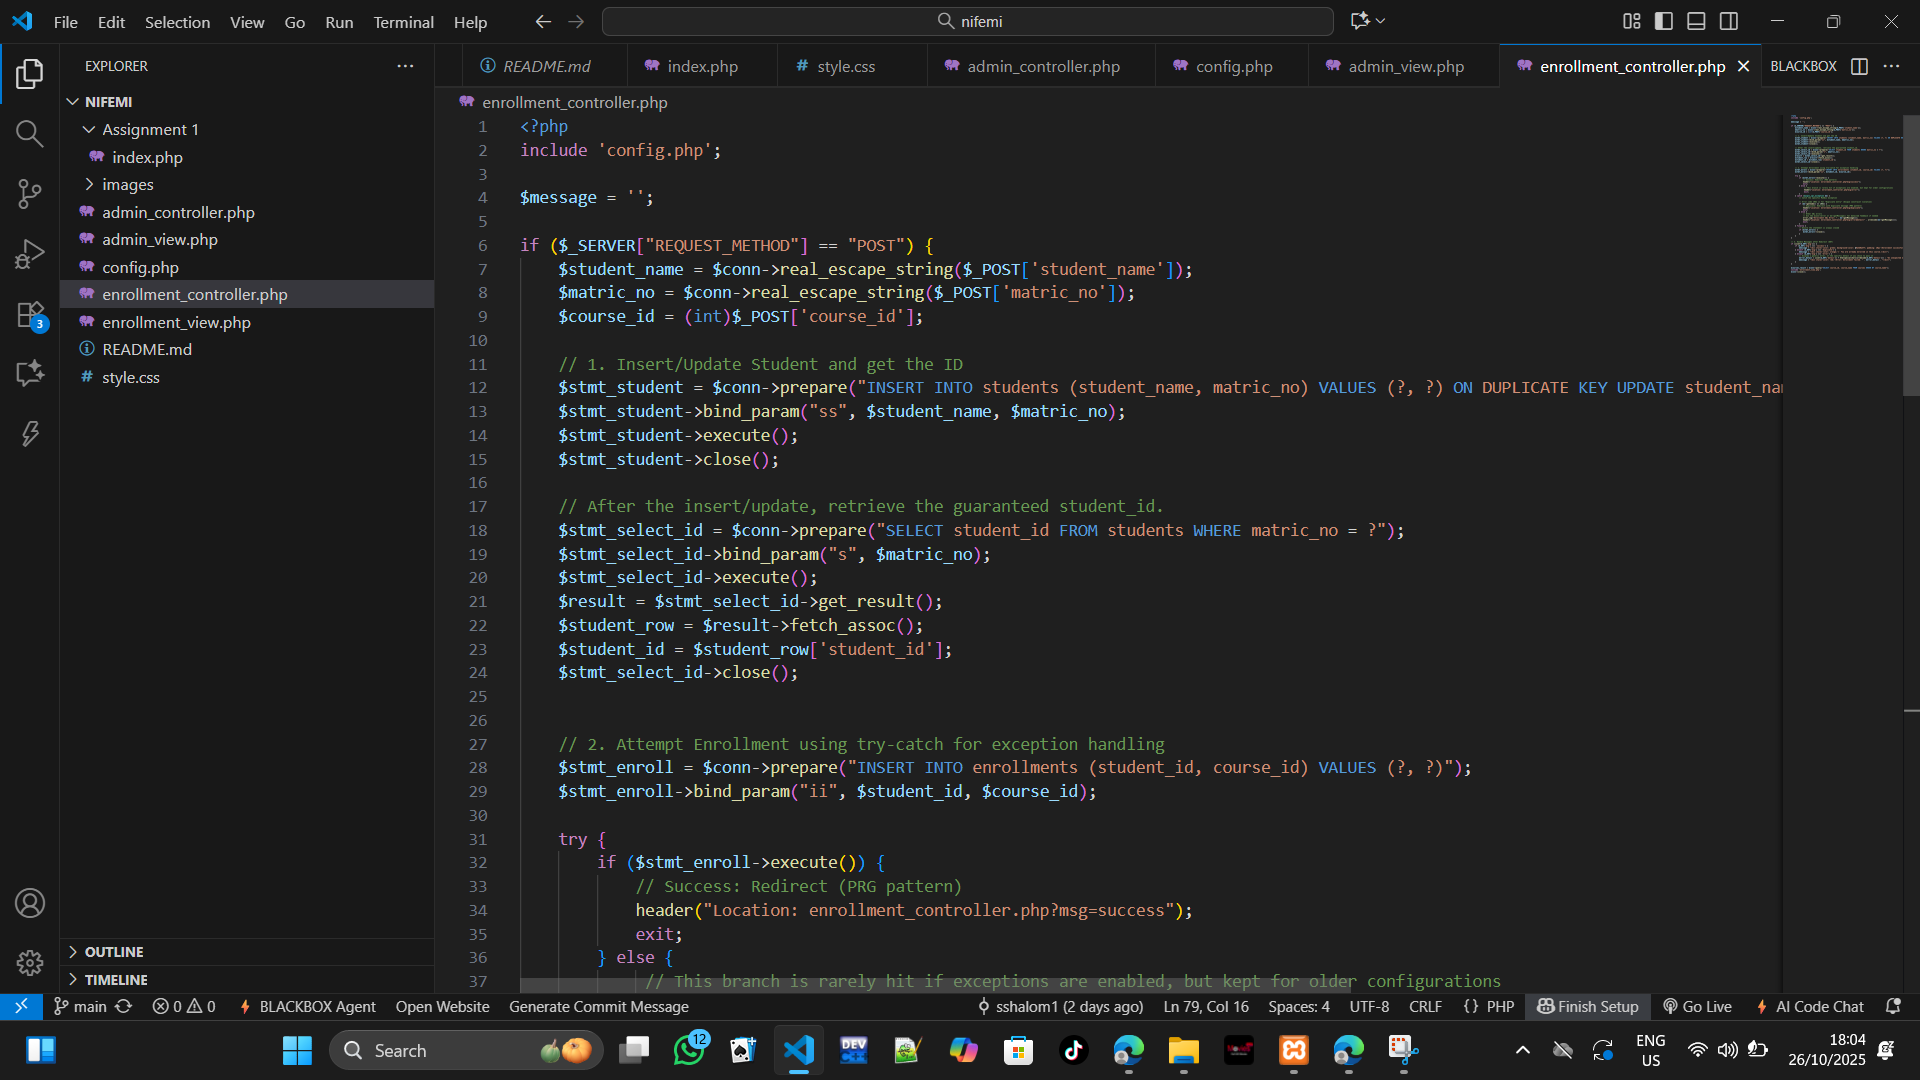 File Edit Selection View Go Run Terminal Help
nifemi
EXPLORER
NIFEMI
Assignment 1
index.php
images
admin_controller.php
admin_view.php
config.php
enrollment_controller.php
enrollment_view.php
README.md
style.css
OUTLINE
TIMELINE
3
README.md index.php style.css admin_controller.php config.php admin_view.php enrollment_controller.php BLACKBOX
enrollment_controller.php
1 <?php
2 include 'config.php';
3
4 $message = '';
5
6 if ($_SERVER["REQUEST_METHOD"] == "POST") {
7 $student_name = $conn->real_escape_string($_POST['student_name']);
8 $matric_no = $conn->real_escape_string($_POST['matric_no']);
9 $course_id = (int)$_POST['course_id'];
10
11 // 1. Insert/Update Student and get the ID
12 $stmt_student = $conn->prepare("INSERT INTO students (student_name, matric_no) VALUES (?, ?) ON DUPLICATE KEY UPDATE student_nam
13 $stmt_student->bind_param("ss", $student_name, $matric_no);
14 $stmt_student->execute();
15 $stmt_student->close();
16
17 // After the insert/update, retrieve the guaranteed student_id.
18 $stmt_select_id = $conn->prepare("SELECT student_id FROM students WHERE matric_no = ?");
19 $stmt_select_id->bind_param("s", $matric_no);
20 $stmt_select_id->execute();
21 $result = $stmt_select_id->get_result();
22 $student_row = $result->fetch_assoc();
23 $student_id = $student_row['student_id'];
24 $stmt_select_id->close();
25
26
27 // 2. Attempt Enrollment using try-catch for exception handling
28 $stmt_enroll = $conn->prepare("INSERT INTO enrollments (student_id, course_id) VALUES (?, ?)");
29 $stmt_enroll->bind_param("ii", $student_id, $course_id);
30
31 try {
32 if ($stmt_enroll->execute()) {
33 // Success: Redirect (PRG pattern)
34 header("Location: enrollment_controller.php?msg=success");
35 exit;
36 } else {
37 // This branch is rarely hit if exceptions are enabled, but kept for older configurations
main 0 0 BLACKBOX Agent Open Website Generate Commit Message sshalom1 (2 days ago) Ln 79, Col 16 Spaces: 4 UTF-8 CRLF {} PHP Finish Setup Go Live AI Code Chat
Search
12
DEV
ENG
US
18:04
26/10/2025